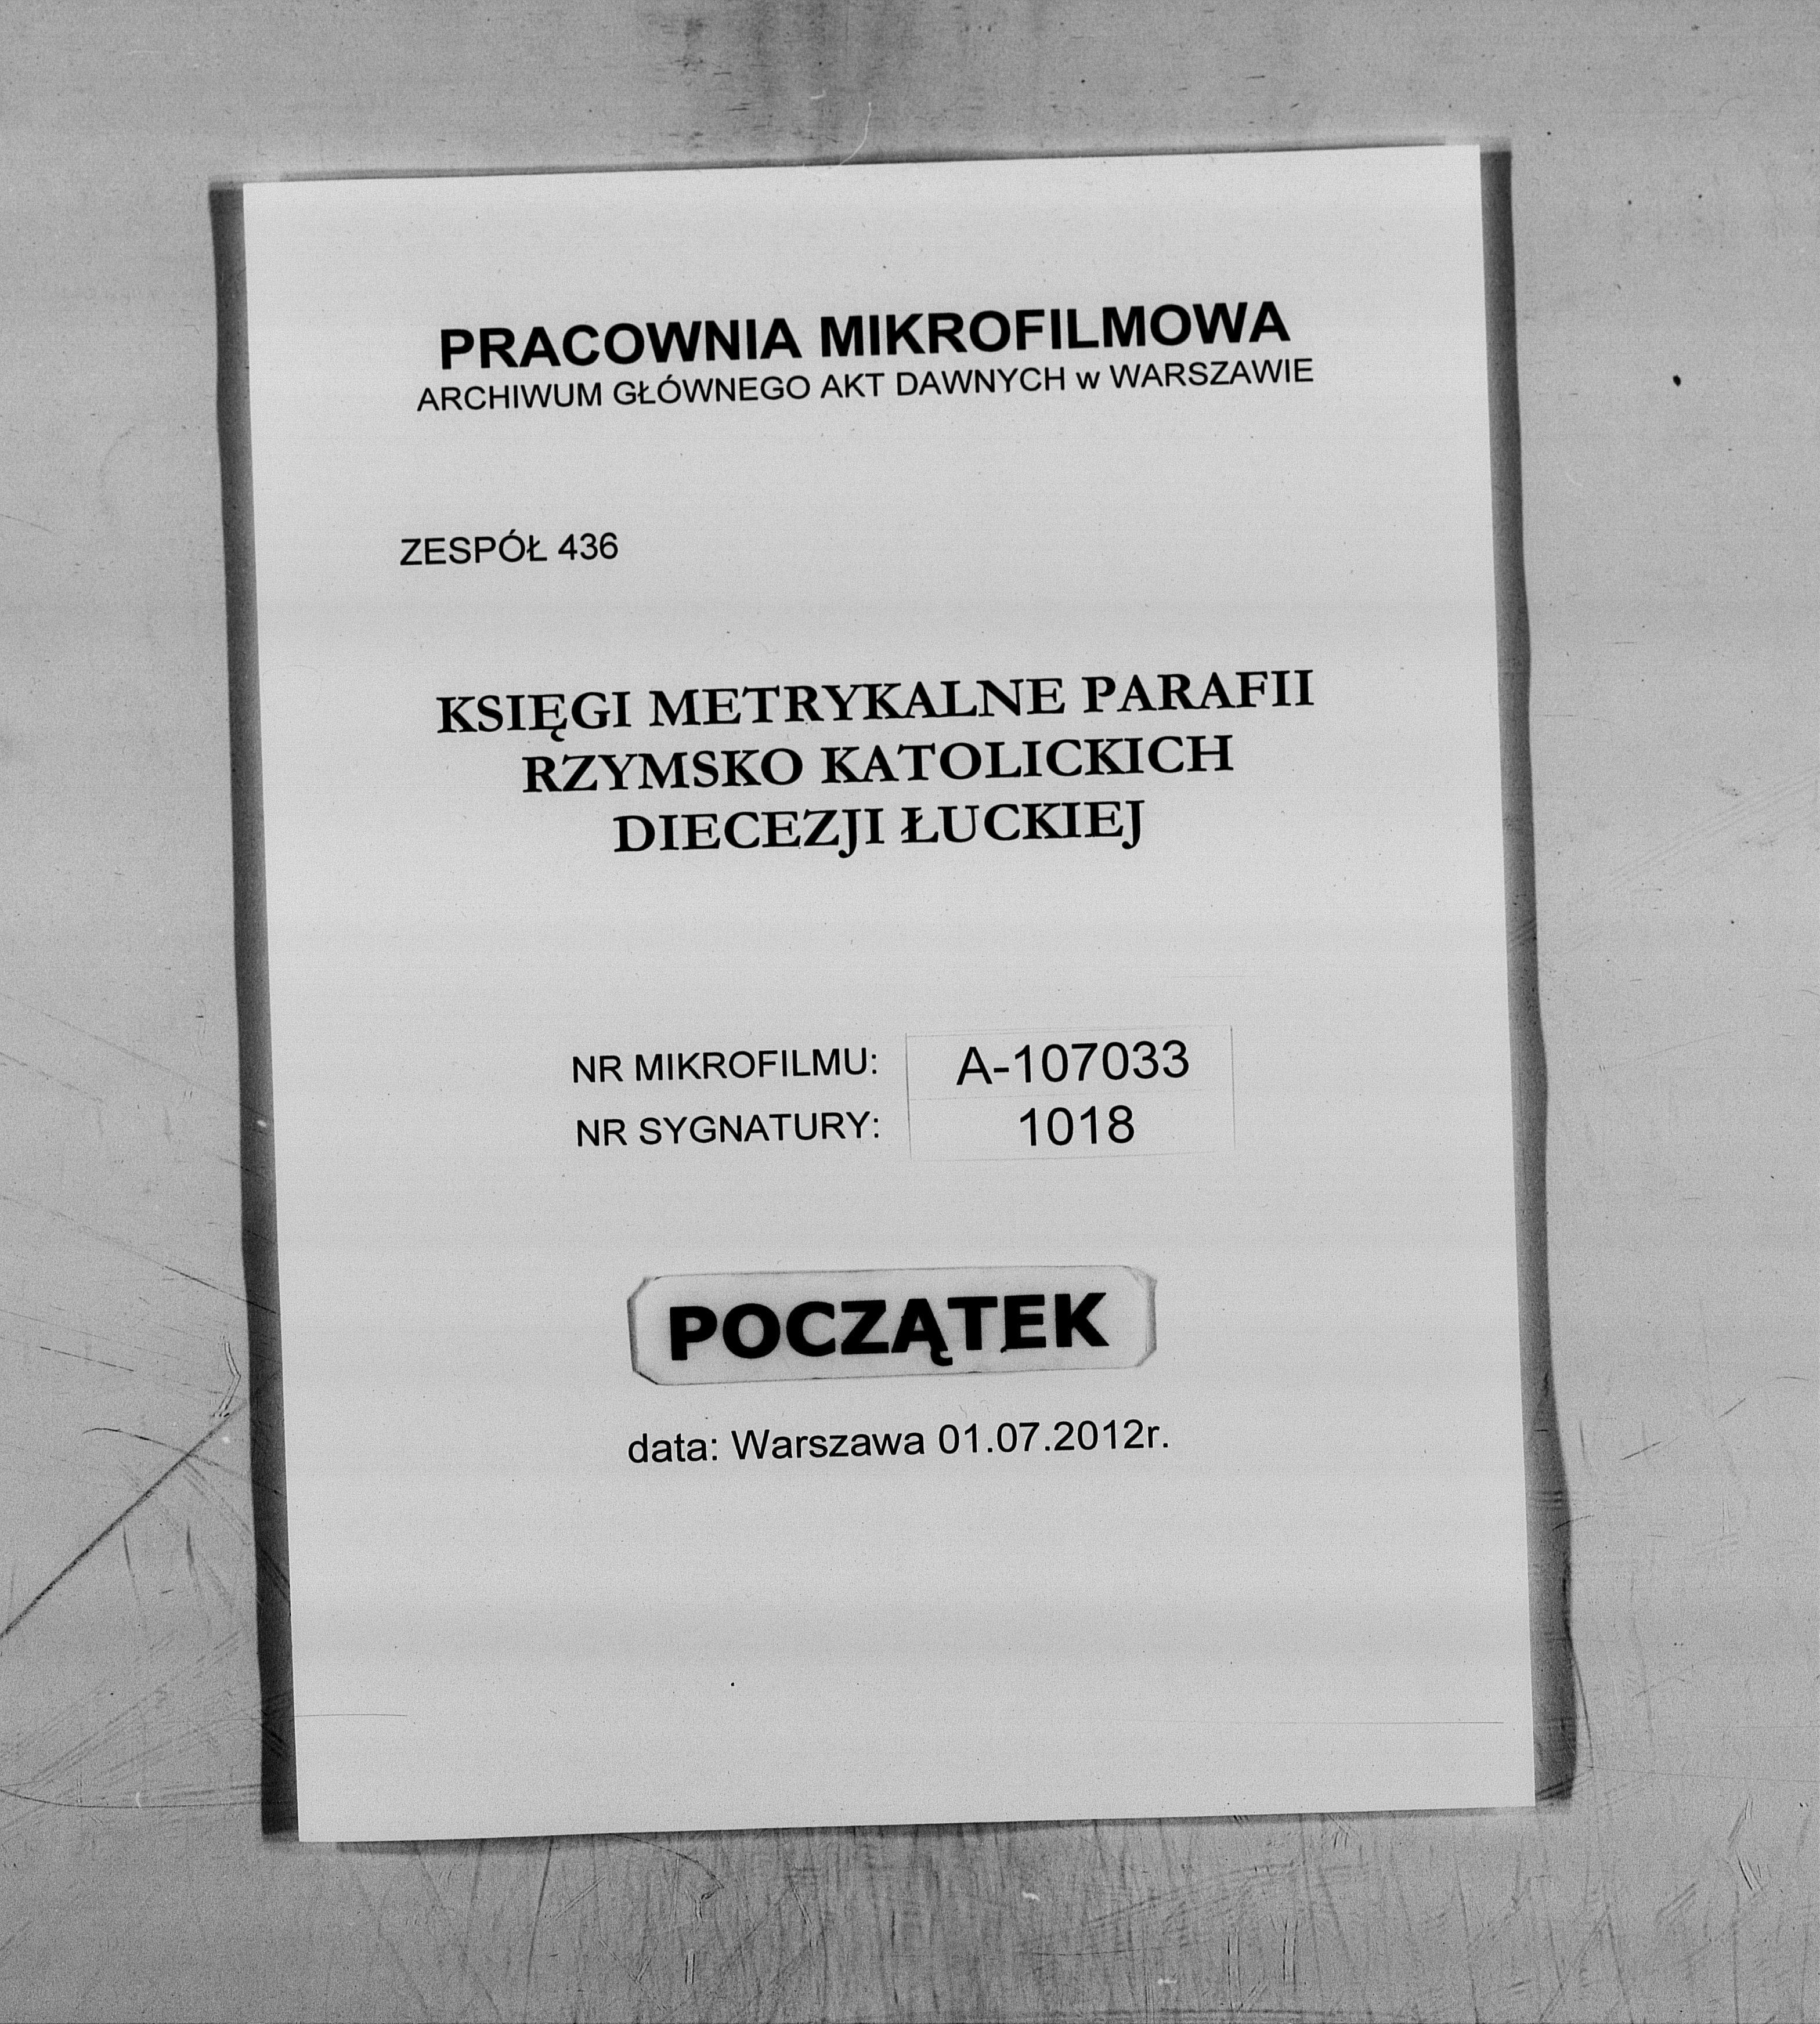 PRACOWNIA MIKROFILMOWA
ARCHIWUM GŁÓWNEGO AKT DAWNYCH w WARSZAWIE
ZESPÓŁ 436
KSIĘGI METRYKALNE PARAFII
RZYMSKO KATOLICKICH
DIECEZJI ŁUCKIEJ
NR MIKROFILMU: A-107033
NR SYGNATURY: 1018
POCZĄTEK
data: Warszawa 01.07.2012r.